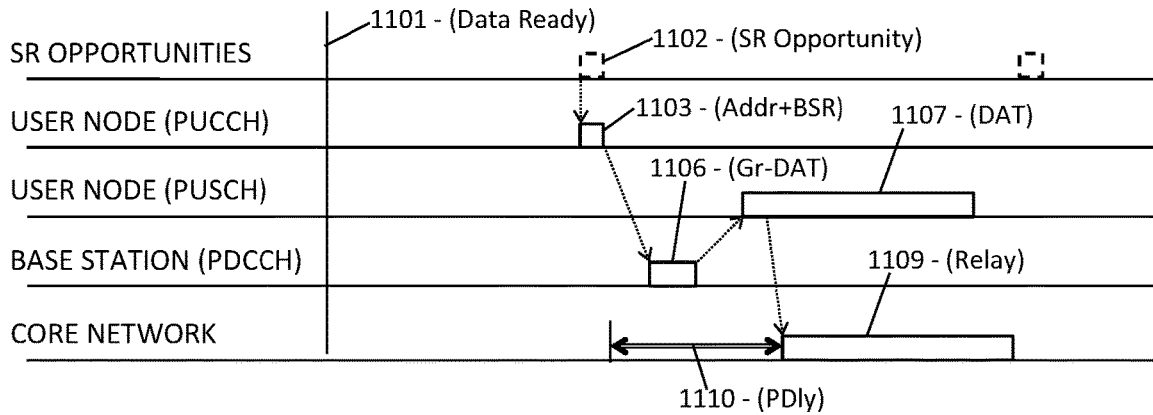 1101 - (Data Ready)
SR OPPORTUNITIES
1102 - (SR Opportunity)
USER NODE (PUCCH)
1103 - (Addr+BSR)
1107 - (DAT)
1106 - (Gr-DAT)
USER NODE (PUSCH)
BASE STATION (PDCCH)
1109 - (Relay)
CORE NETWORK
1110 - (PDly)